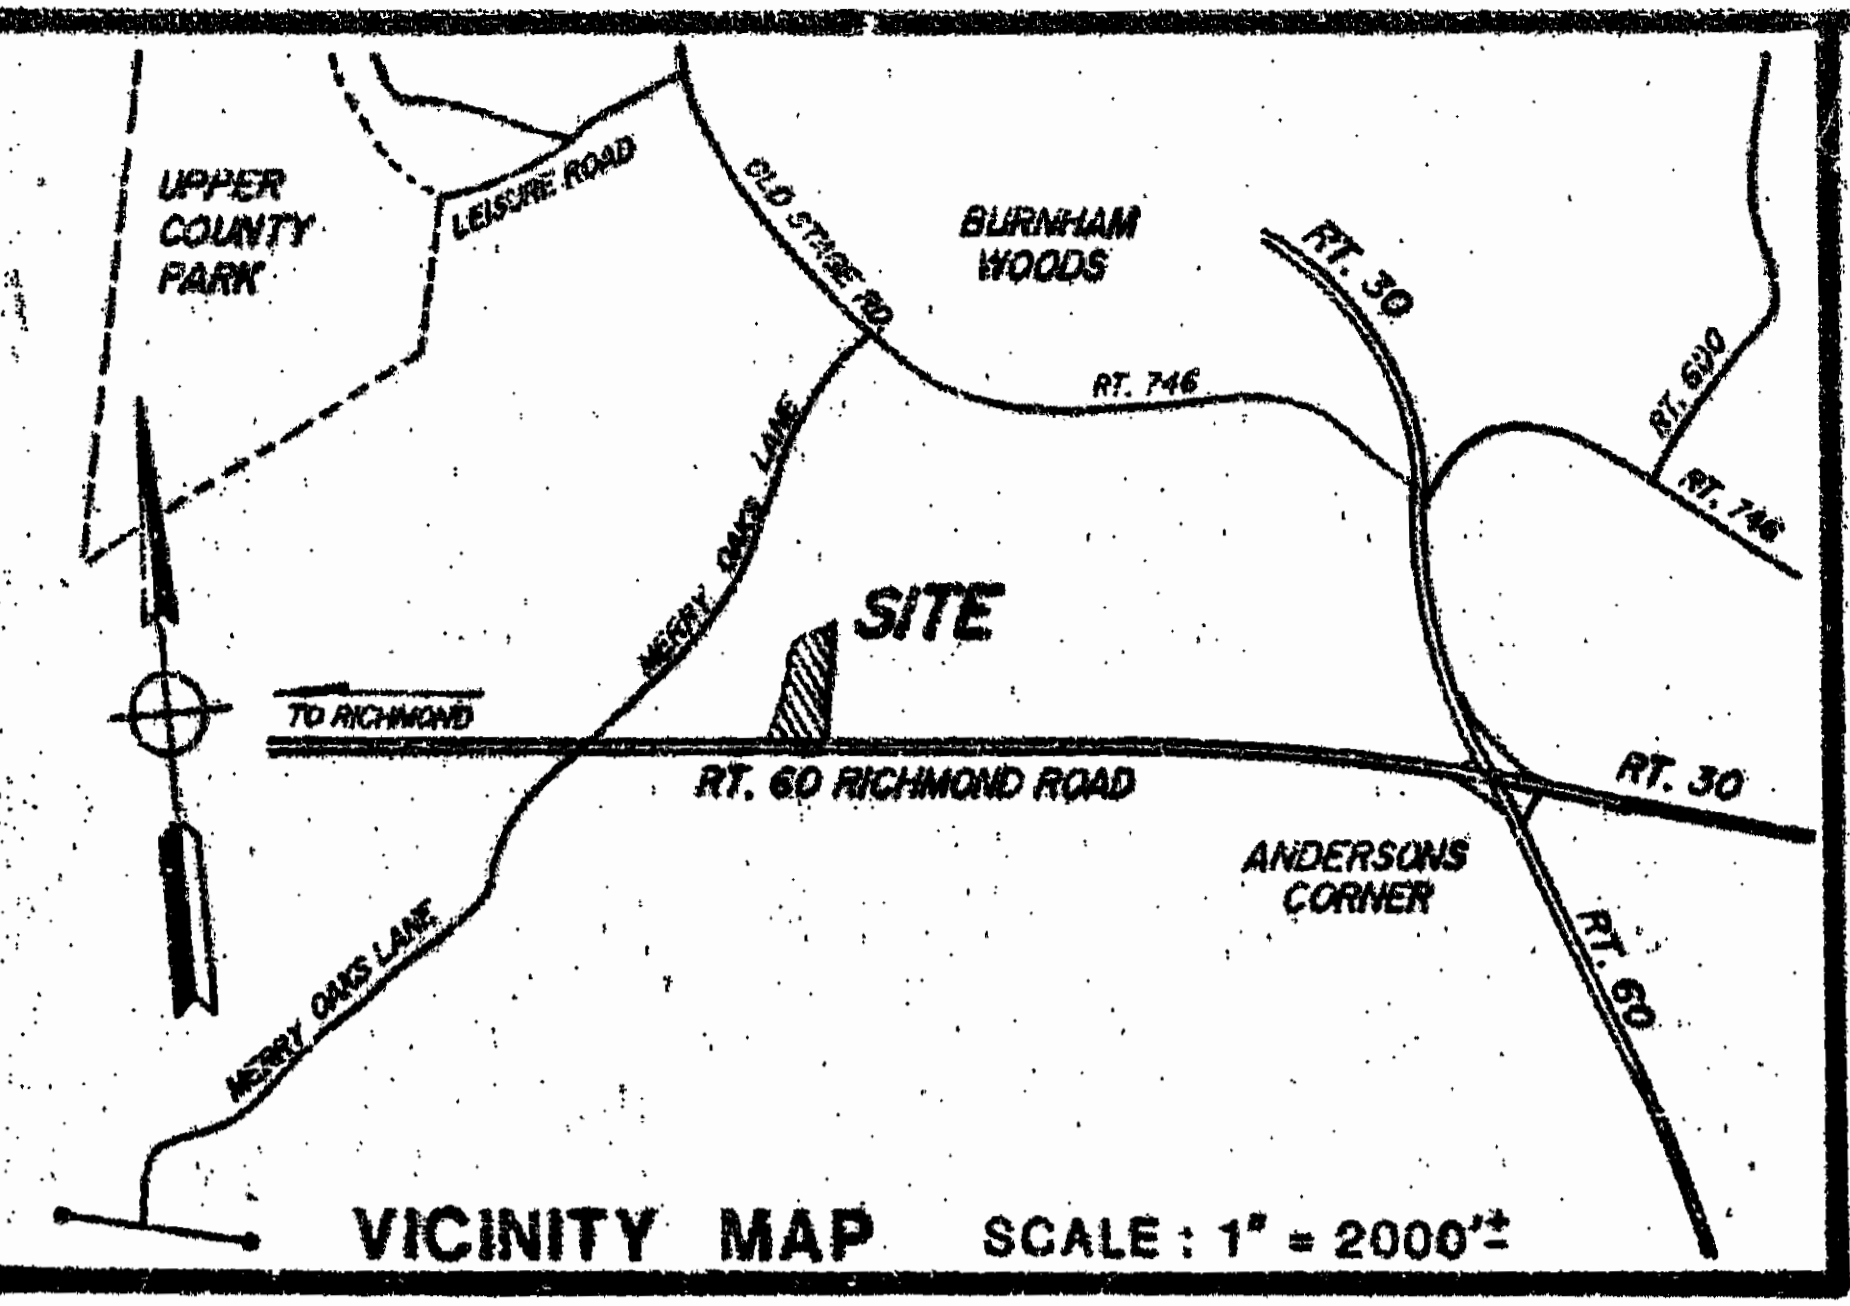 UPPER
COUNTY
PARK
LEISURE ROAD
OLD STAGE RD.
BURNHAM
WOODS
RT. 30
RT. 600
RT. 746
RT. 746
MERRY OAKS LANE
SITE
TO RICHMOND
RT. 60 RICHMOND ROAD
RT. 30
ANDERSONS
CORNER
RT. 60
MERRY OAKS LANE
VICINITY MAP SCALE : 1" = 2000'±